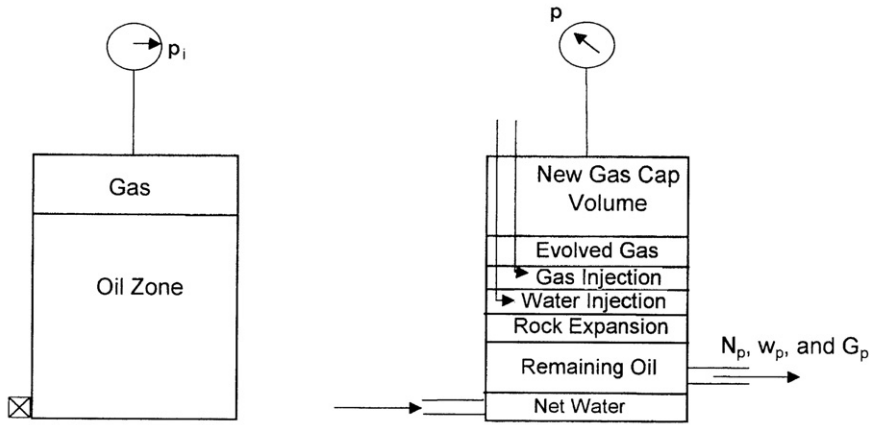 p i
Gas
Oil Zone
p
New Gas Cap
Volume
Evolved Gas
Gas Injection
Water Injection
Rock Expansion
Remaining Oil
Net Water
Np, wp, and Gp